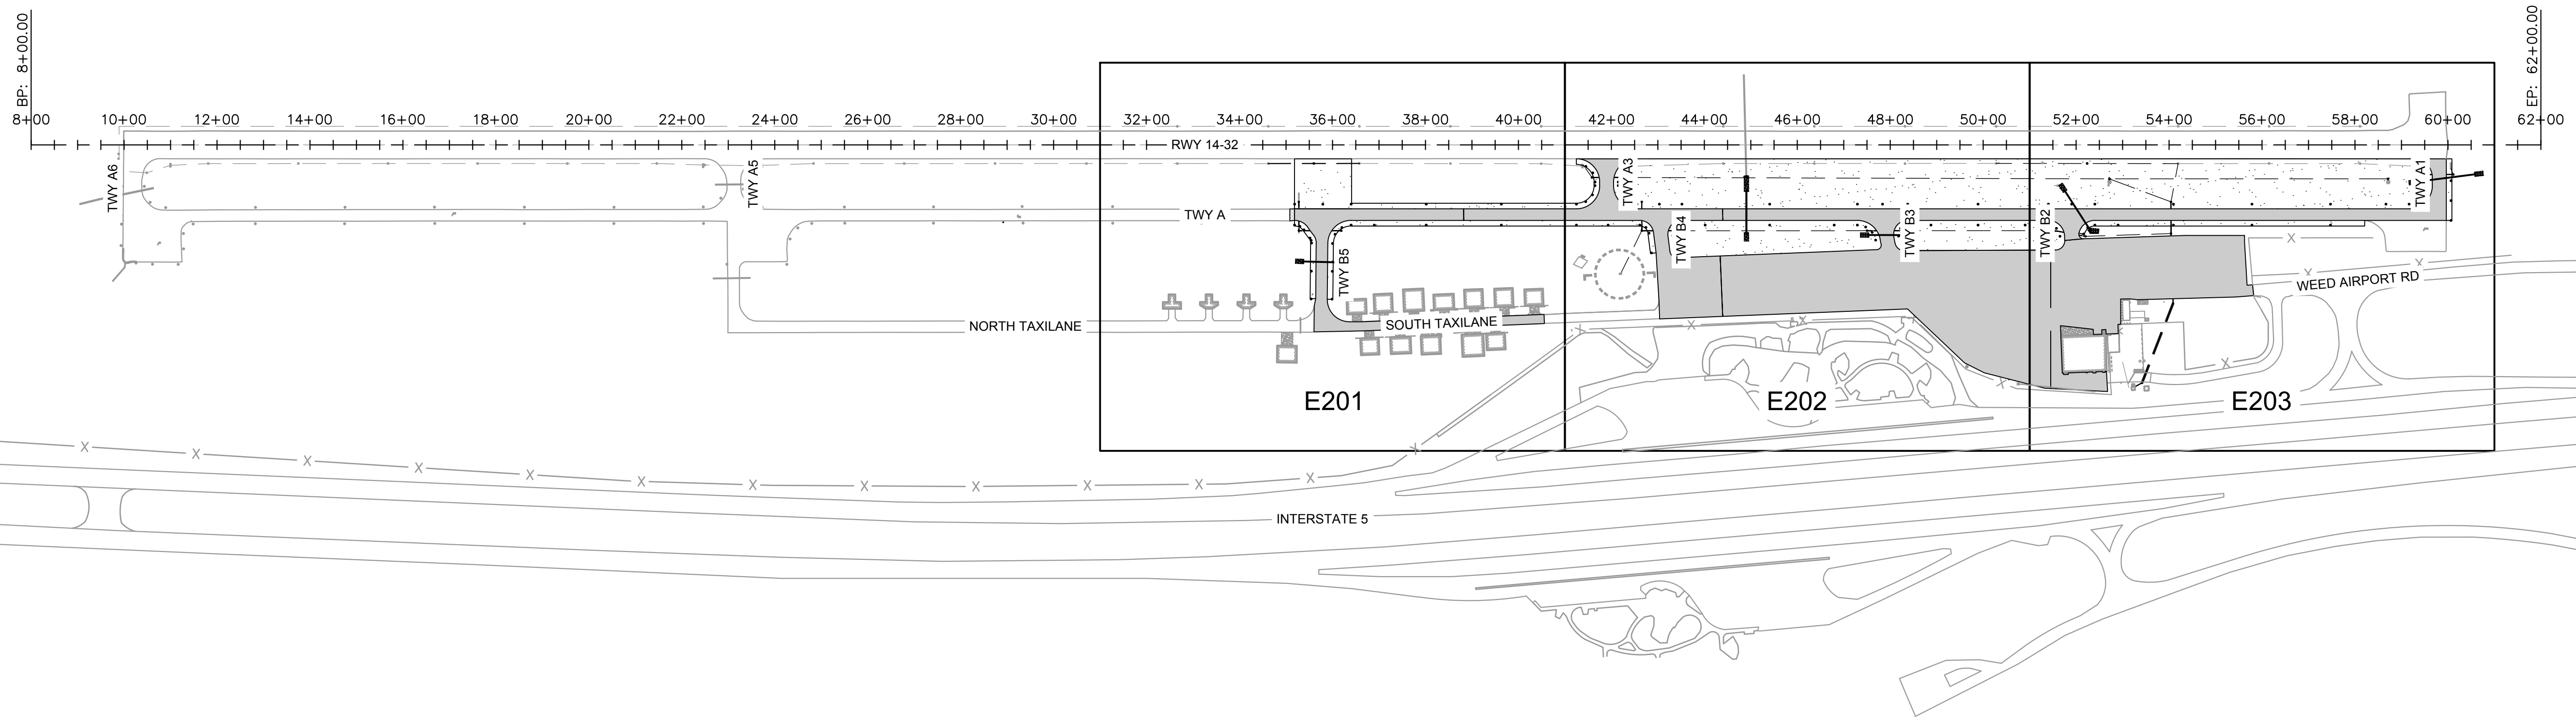 BP: 8+00.00
EP: 62+00.00
8+00 10+00 12+00 14+00 16+00 18+00 20+00 22+00 24+00 26+00 28+00 30+00 32+00 34+00 36+00 38+00 40+00 42+00 44+00 46+00 48+00 50+00 52+00 54+00 56+00 58+00 60+00 62+00
RWY 14-32
TWY A6
TWY A5
TWY A3
TWY A1
TWY A
TWY B5
TWY B4
TWY B3
TWY B2
WEED AIRPORT RD
NORTH TAXILANE
SOUTH TAXILANE
E201
E202
E203
INTERSTATE 5